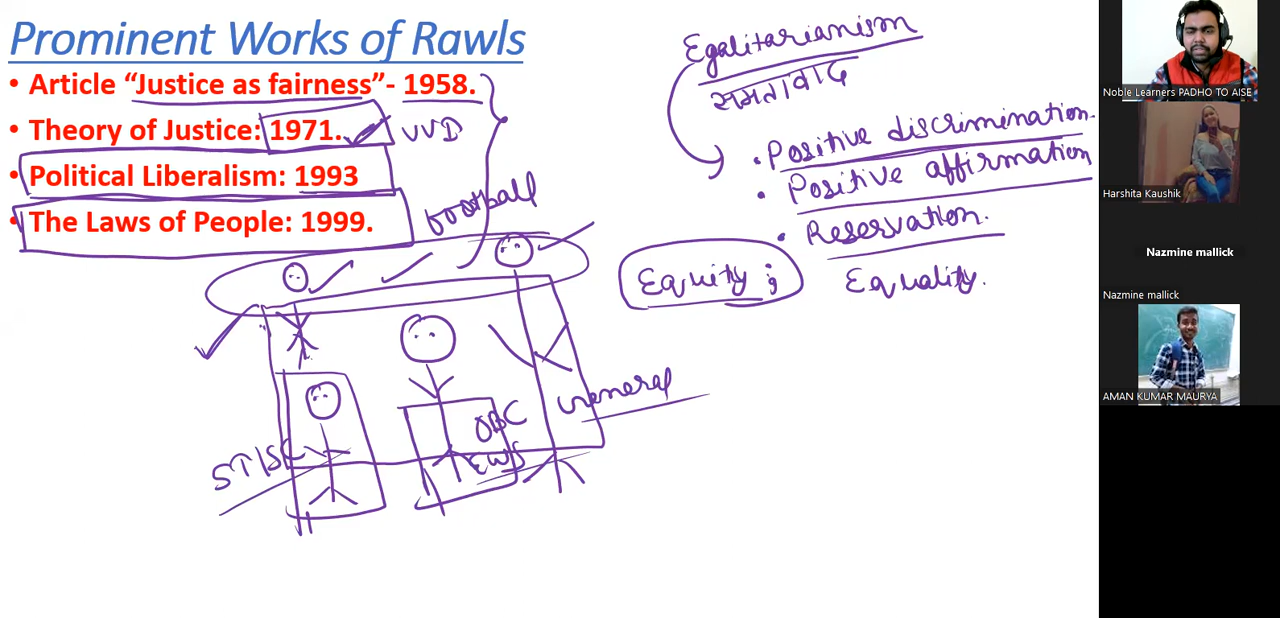 Prominent Works of Rawls
• Article “Justice as fairness”- 1958.
• Theory of Justice: 1971. VVI
• Political Liberalism: 1993
• The Laws of People: 1999.
Football
Egalitarianism
समतावाद
• Positive discrimination.
• Positive affirmation
• Reservation.
Equity ; Equality.
ST/SC
OBC
EWS
General
Noble Learners PADHO TO AISE
Harshita Kaushik
Nazmine mallick
Nazmine mallick
AMAN KUMAR MAURYA